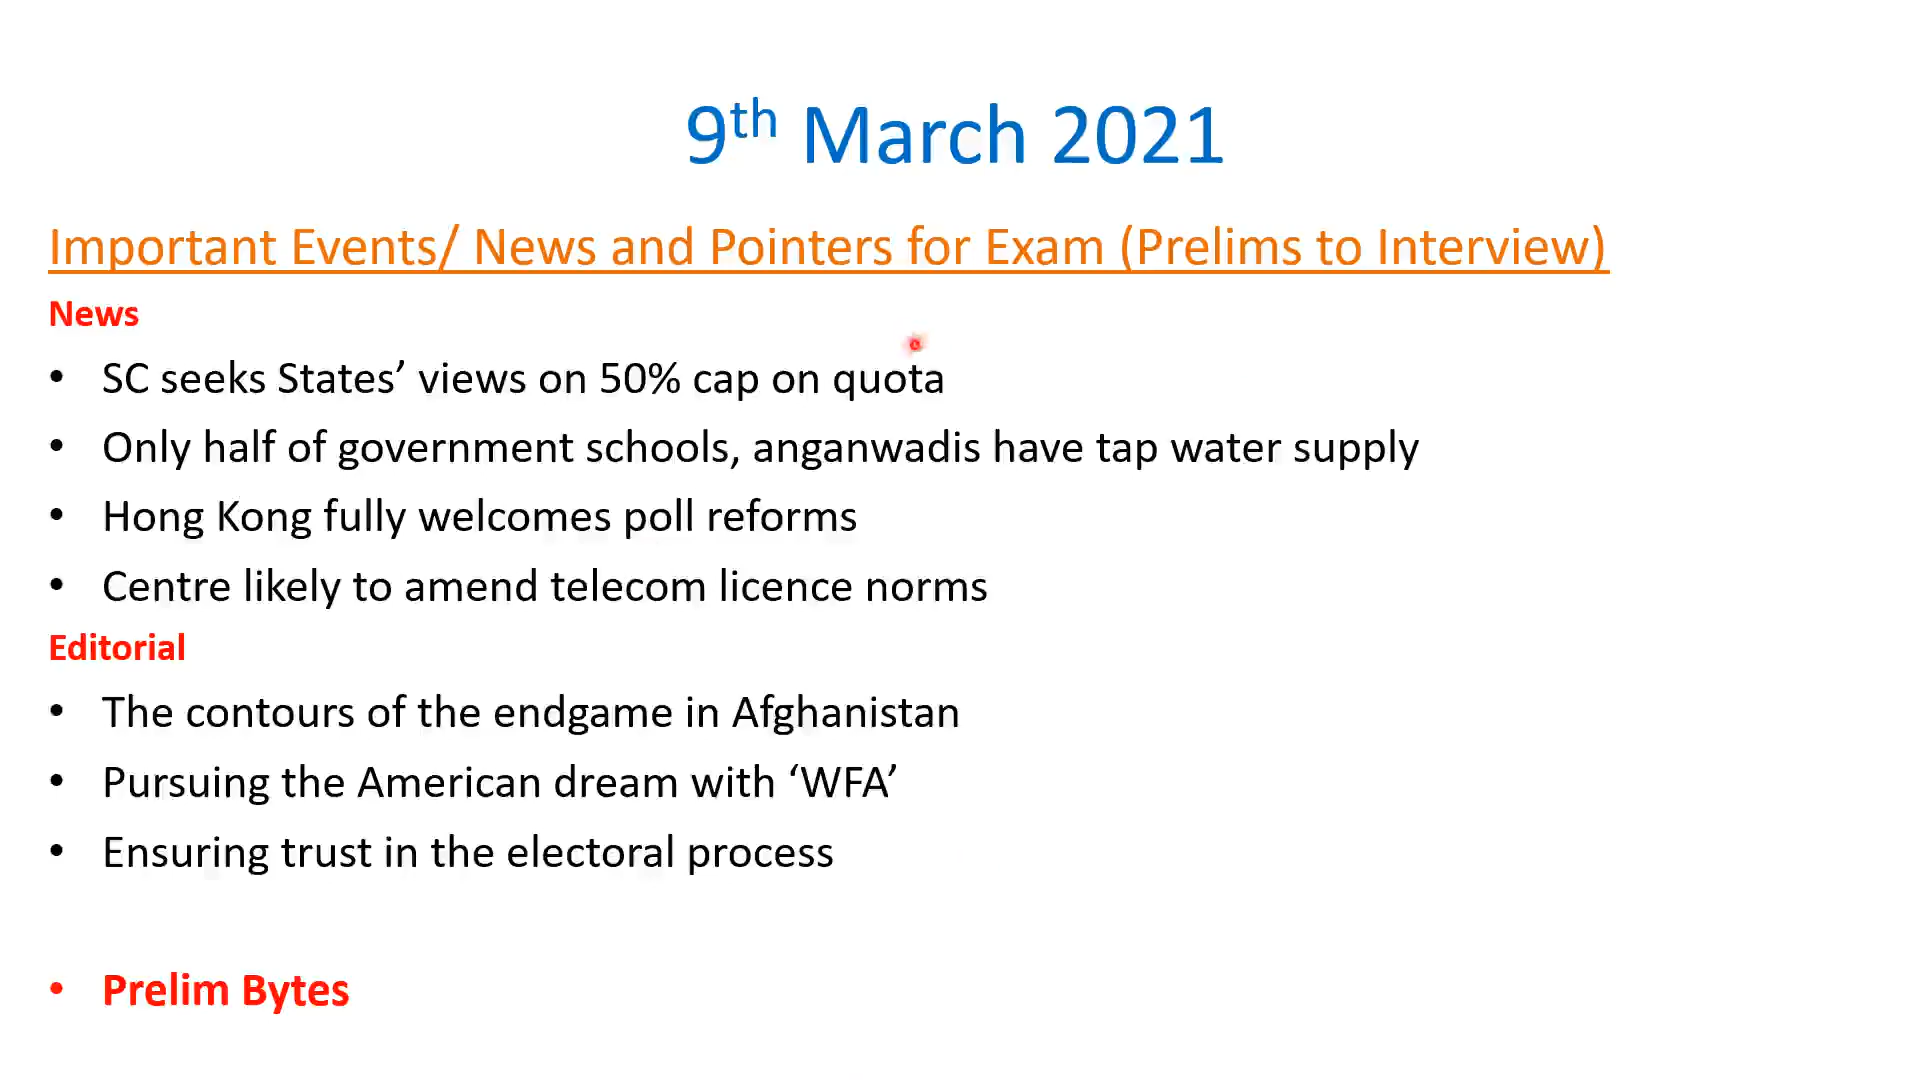 9th March 2021
Important Events/ News and Pointers for Exam (Prelims to Interview)
News
• SC seeks States’ views on 50% cap on quota
• Only half of government schools, anganwadis have tap water supply
• Hong Kong fully welcomes poll reforms
• Centre likely to amend telecom licence norms
Editorial
• The contours of the endgame in Afghanistan
• Pursuing the American dream with ‘WFA’
• Ensuring trust in the electoral process
• Prelim Bytes